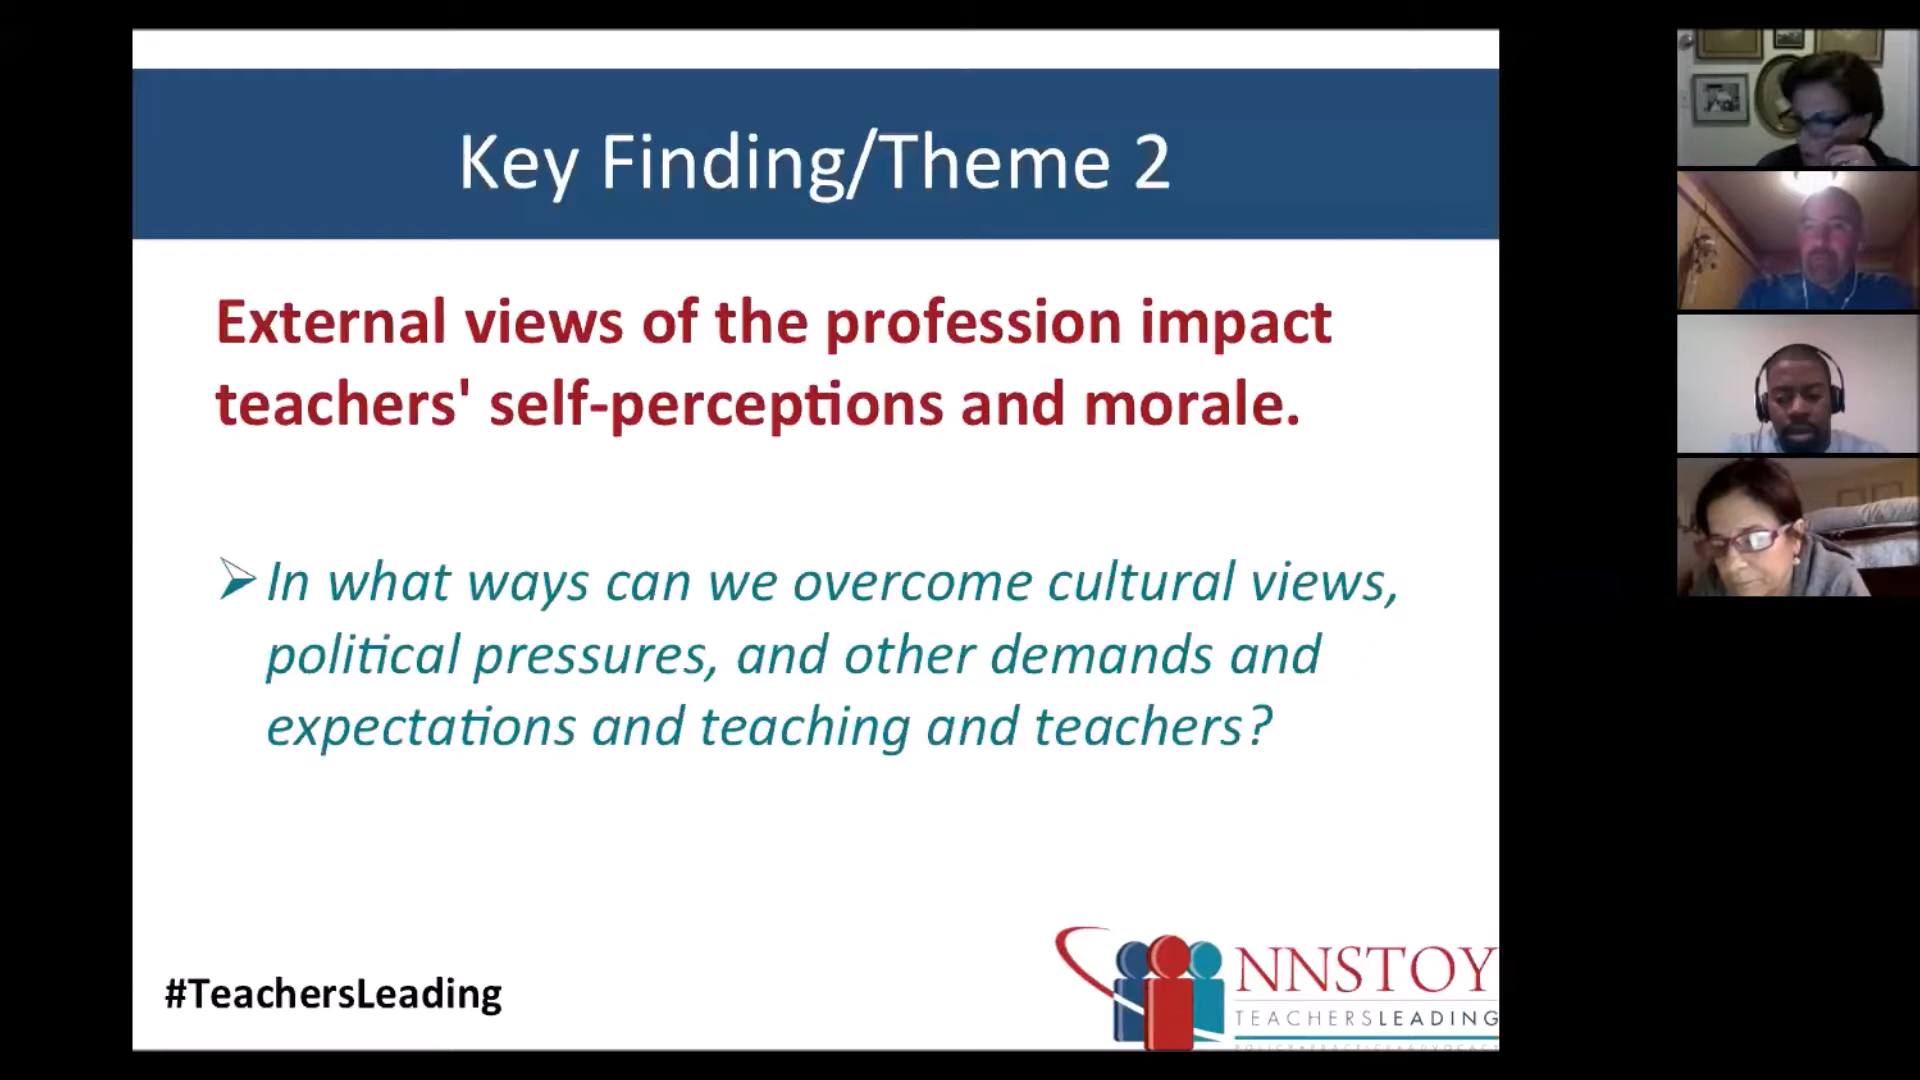 Key Finding/Theme 2
External views of the profession impact
teachers' self-perceptions and morale.
➢ In what ways can we overcome cultural views,
political pressures, and other demands and
expectations and teaching and teachers?
#TeachersLeading
NNSTOY
TEACHERSLEADING